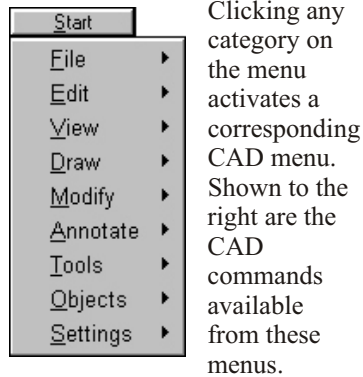 Start
File
Edit
View
Draw
Modify
Annotate
Tools
Objects
Settings
Clicking any
category on
the menu
activates a
corresponding
CAD menu.
Shown to the
right are the
CAD
commands
available
from these
menus.